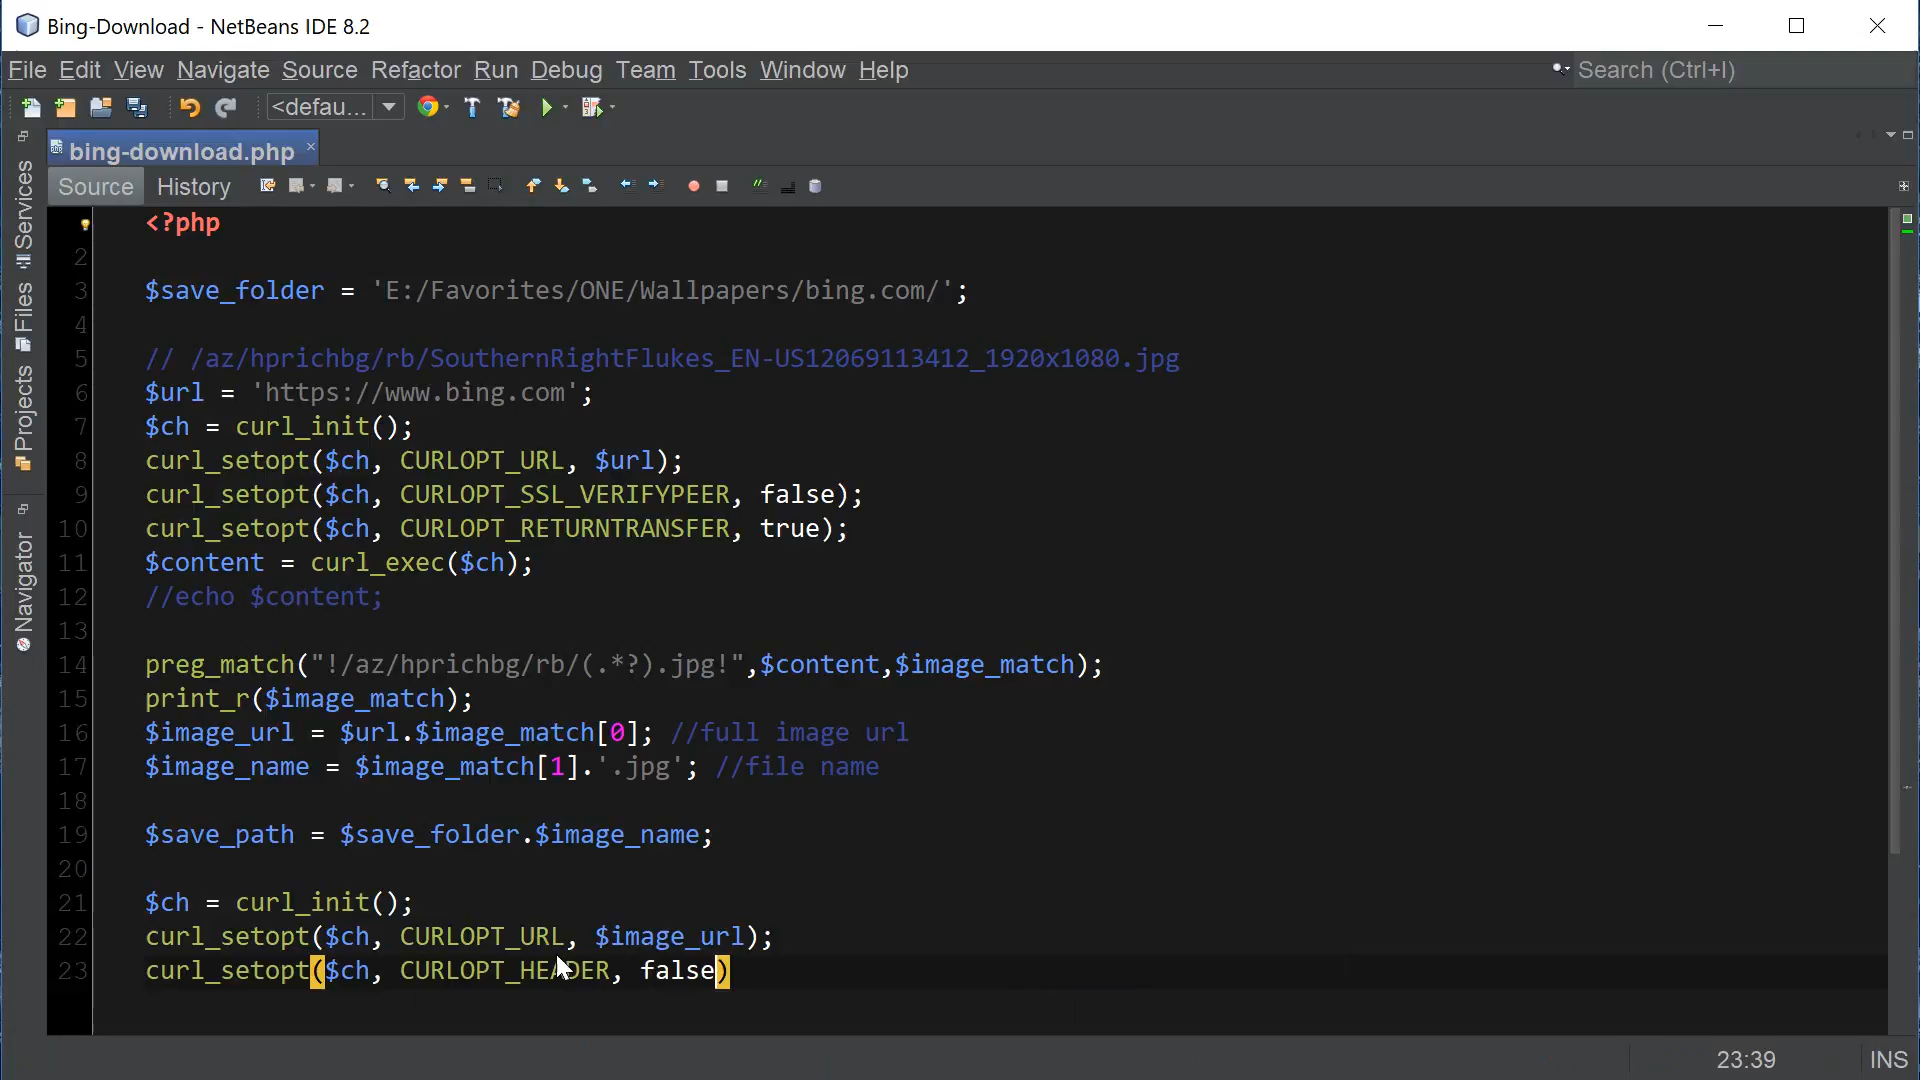 Bing-Download - NetBeans IDE 8.2
File Edit View Navigate Source Refactor Run Debug Team Tools Window Help
Search (Ctrl+I)
<defau...
bing-download.php
Source History
Services
Files
Projects
Navigator
<?php
2
3 $save_folder = 'E:/Favorites/ONE/Wallpapers/bing.com/';
4
5 // /az/hprichbg/rb/SouthernRightFlukes_EN-US12069113412_1920x1080.jpg
6 $url = 'https://www.bing.com';
7 $ch = curl_init();
8 curl_setopt($ch, CURLOPT_URL, $url);
9 curl_setopt($ch, CURLOPT_SSL_VERIFYPEER, false);
10 curl_setopt($ch, CURLOPT_RETURNTRANSFER, true);
11 $content = curl_exec($ch);
12 //echo $content;
13
14 preg_match("!/az/hprichbg/rb/(.*?).jpg!",$content,$image_match);
15 print_r($image_match);
16 $image_url = $url.$image_match[0]; //full image url
17 $image_name = $image_match[1].'.jpg'; //file name
18
19 $save_path = $save_folder.$image_name;
20
21 $ch = curl_init();
22 curl_setopt($ch, CURLOPT_URL, $image_url);
23 curl_setopt($ch, CURLOPT_HEADER, false)
23:39 INS